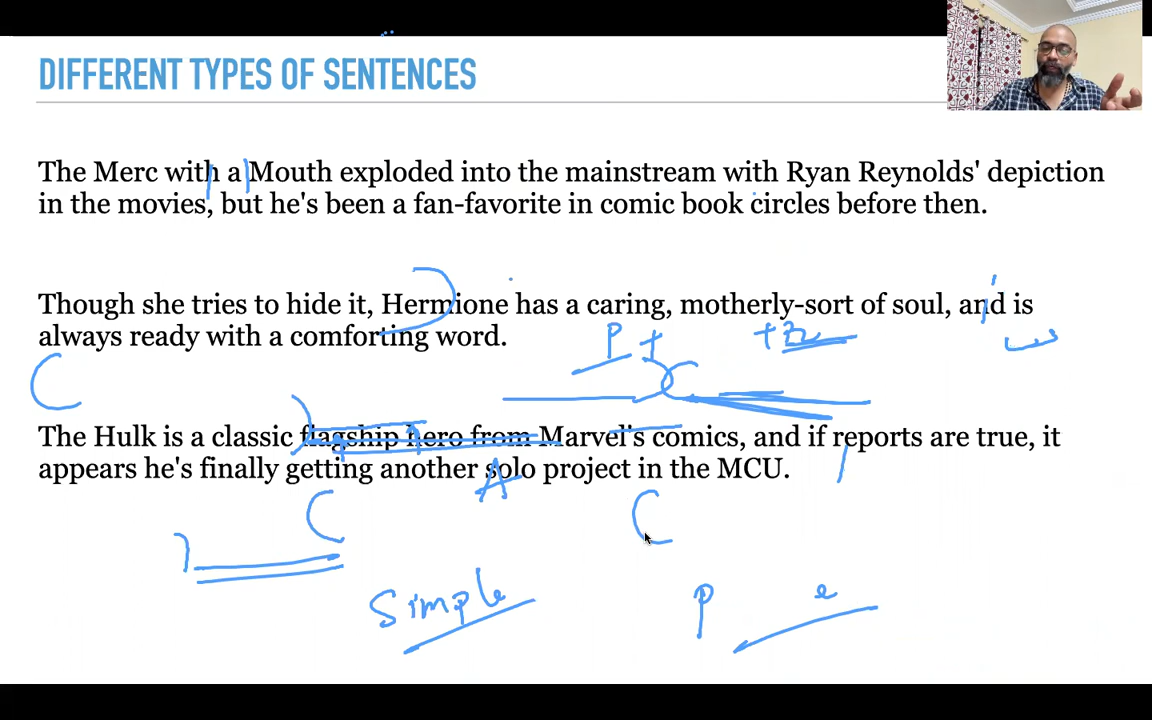 DIFFERENT TYPES OF SENTENCES
The Merc with a Mouth exploded into the mainstream with Ryan Reynolds' depiction
in the movies, but he's been a fan-favorite in comic book circles before then.
Though she tries to hide it, Hermione has a caring, motherly-sort of soul, and is
always ready with a comforting word.
P +
The Hulk is a classic flagship hero from Marvel's comics, and if reports are true, it
appears he's finally getting another solo project in the MCU.
A
C C
Simple P e